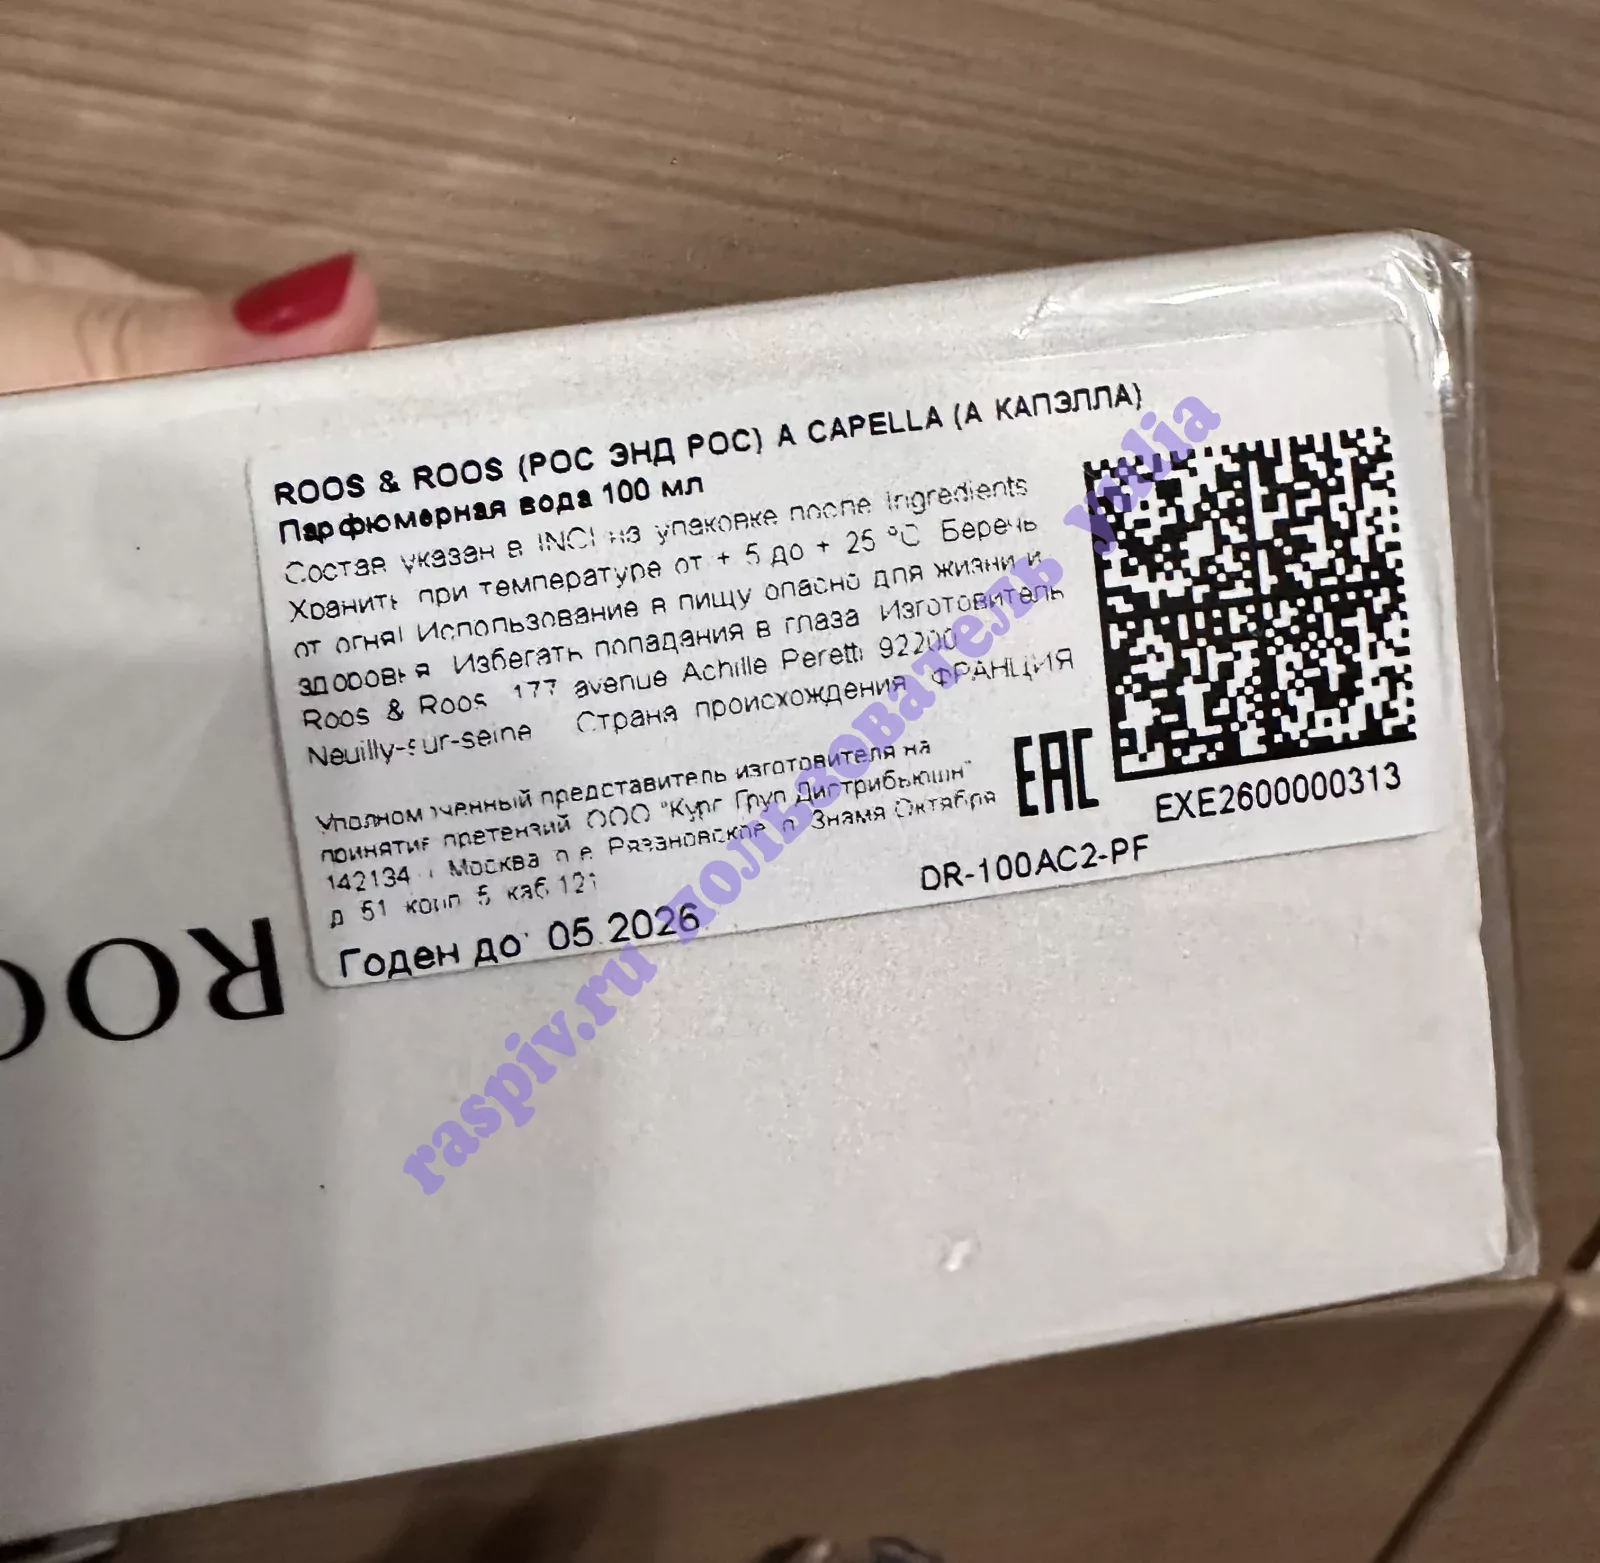 ROOS & ROOS (РОС ЭНД РОС) A CAPELLA (А КАПЭЛЛА)
Парфюмерная вода 100 мл
Состав указан в INCI на упаковке после Ingredients
Хранить при температуре от + 5 до + 25 °C Беречь
от огня! Использование в пищу опасно для жизни и
здоровья Избегать попадания в глаза Изготовитель
Roos & Roos 177 avenue Achille Peretti 92200
Neuilly-sur-seine Страна происхождения ФРАНЦИЯ
Уполномоченный представитель изготовителя на
принятие претензий ООО "Кург Груп Дистрибьюшн"
142134 г Москва п е Рязановское п Знамя Октября
д 51 корп 5 каб 121
Годен до: 05.2026
EAC
EXE2600000313
DR-100AC2-PF
ROO
raspiv.ru пользователь yulia